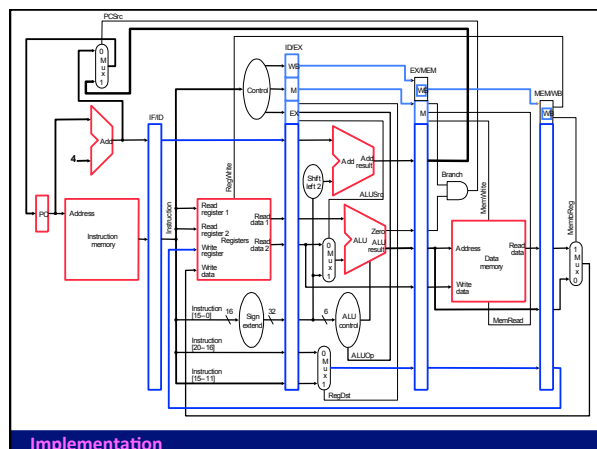 PCSrc
0
M
u
x
1
ID/EX
WB
EX/MEM
Control
M
WB
MEM/WB
EX
M
WB
IF/ID
Add
4
RegWrite
Shift
left 2
Add
Add
result
ALUSrc
Branch
MemWrite
MemtoReg
PC
Address
Instruction
memory
Instruction
Read
register 1
Read
register 2
Write
register
Write
data
Registers
Read
data 1
Read
data 2
0
M
u
x
1
Zero
ALU
ALU
result
Address
Data
memory
Read
data
Write
data
1
M
u
x
0
Instruction
[15–0]
16
Sign
extend
32
6
ALU
control
MemRead
Instruction
[20–16]
ALUOp
Instruction
[15–11]
0
M
u
x
1
RegDst
Implementation